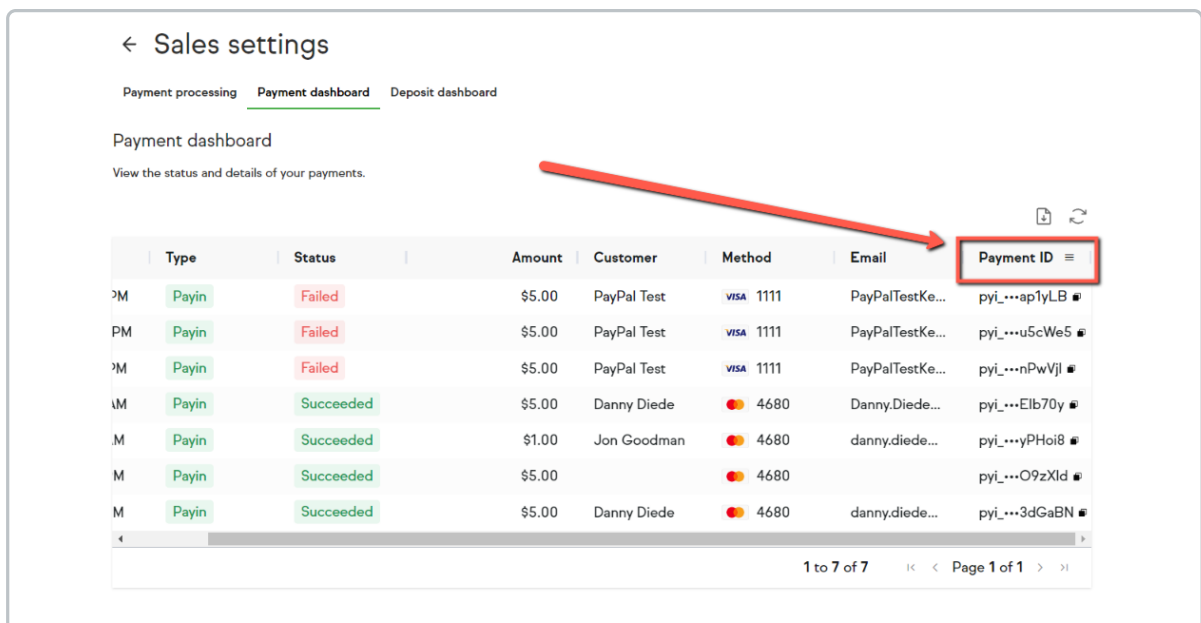 Sales settings
Payment processing Payment dashboard Deposit dashboard
Payment dashboard
View the status and details of your payments.
Type Status Amount Customer Method Email Payment ID
PM Payin Failed $5.00 PayPal Test VISA 1111 PayPalTestKe... pyi_•••ap1yLB
PM Payin Failed $5.00 PayPal Test VISA 1111 PayPalTestKe... pyi_•••u5cWe5
PM Payin Failed $5.00 PayPal Test VISA 1111 PayPalTestKe... pyi_•••nPwVjI
AM Payin Succeeded $5.00 Danny Diede 4680 Danny.Diede... pyi_•••EIb70y
M Payin Succeeded $1.00 Jon Goodman 4680 danny.diede... pyi_•••yPHoi8
M Payin Succeeded $5.00 4680 pyi_•••O9zXId
M Payin Succeeded $5.00 Danny Diede 4680 danny.diede... pyi_•••3dGaBN
1 to 7 of 7 Page 1 of 1